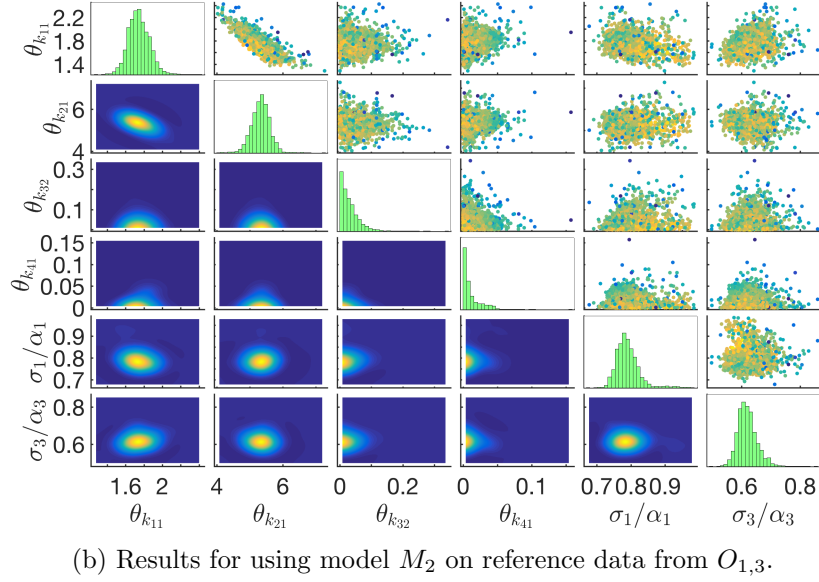 θ_{k_{11}} 2.2 1.8 1.4
θ_{k_{21}} 6 4
θ_{k_{32}} 0.3 0.1
θ_{k_{41}} 0.15 0.1 0.05 0
σ_1/α_1 0.9 0.8 0.7
σ_3/α_3 0.8 0.6
1.6 2 4 6 0 0.2 0 0.1 0.7 0.8 0.9 0.6 0.8
θ_{k_{11}} θ_{k_{21}} θ_{k_{32}} θ_{k_{41}} σ_1/α_1 σ_3/α_3
(b) Results for using model M_2 on reference data from O_{1,3}.